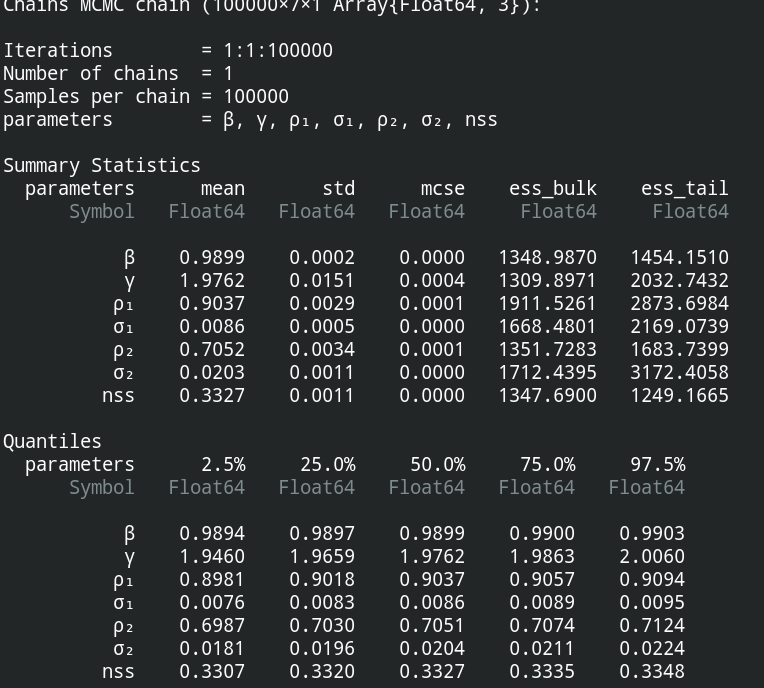 Chains MCMC chain (100000×7×1 Array{Float64, 3}):
Iterations        = 1:1:100000
Number of chains  = 1
Samples per chain = 100000
parameters        = β, γ, ρ₁, σ₁, ρ₂, σ₂, nss
Summary Statistics
  parameters      mean       std      mcse    ess_bulk    ess_tail
      Symbol   Float64   Float64   Float64     Float64     Float64
           β    0.9899    0.0002    0.0000   1348.9870   1454.1510
           γ    1.9762    0.0151    0.0004   1309.8971   2032.7432
          ρ₁    0.9037    0.0029    0.0001   1911.5261   2873.6984
          σ₁    0.0086    0.0005    0.0000   1668.4801   2169.0739
          ρ₂    0.7052    0.0034    0.0001   1351.7283   1683.7399
          σ₂    0.0203    0.0011    0.0000   1712.4395   3172.4058
         nss    0.3327    0.0011    0.0000   1347.6900   1249.1665
Quantiles
  parameters      2.5%     25.0%     50.0%     75.0%     97.5%
      Symbol   Float64   Float64   Float64   Float64   Float64
           β    0.9894    0.9897    0.9899    0.9900    0.9903
           γ    1.9460    1.9659    1.9762    1.9863    2.0060
          ρ₁    0.8981    0.9018    0.9037    0.9057    0.9094
          σ₁    0.0076    0.0083    0.0086    0.0089    0.0095
          ρ₂    0.6987    0.7030    0.7051    0.7074    0.7124
          σ₂    0.0181    0.0196    0.0204    0.0211    0.0224
         nss    0.3307    0.3320    0.3327    0.3335    0.3348